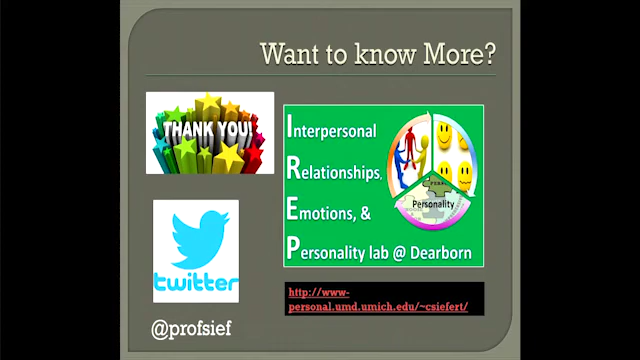 Want to know More?
THANK YOU!
Interpersonal
Relationships,
Emotions, &
Personality lab @ Dearborn
Personality
twitter
http://www-
personal.umd.umich.edu/~csiefert/
@profsief